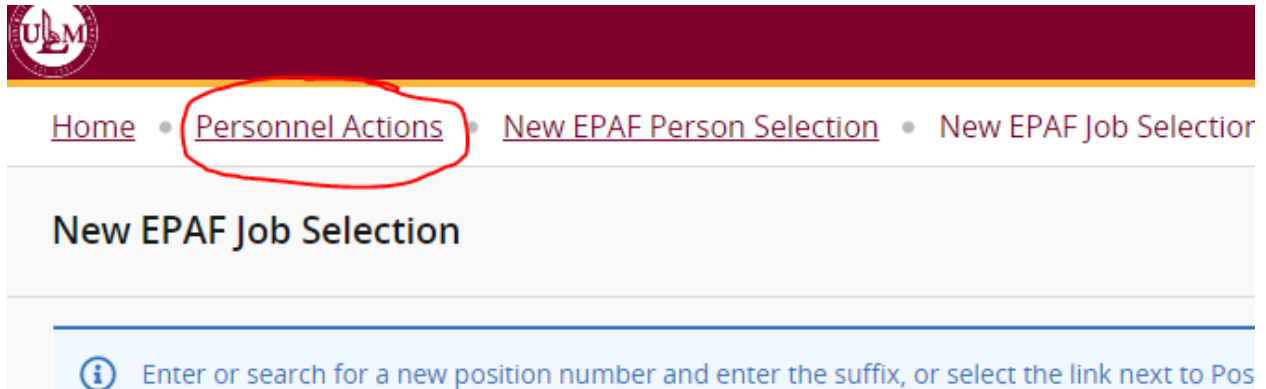 ULM
Home • Personnel Actions • New EPAF Person Selection • New EPAF Job Selection
New EPAF Job Selection
Enter or search for a new position number and enter the suffix, or select the link next to Pos